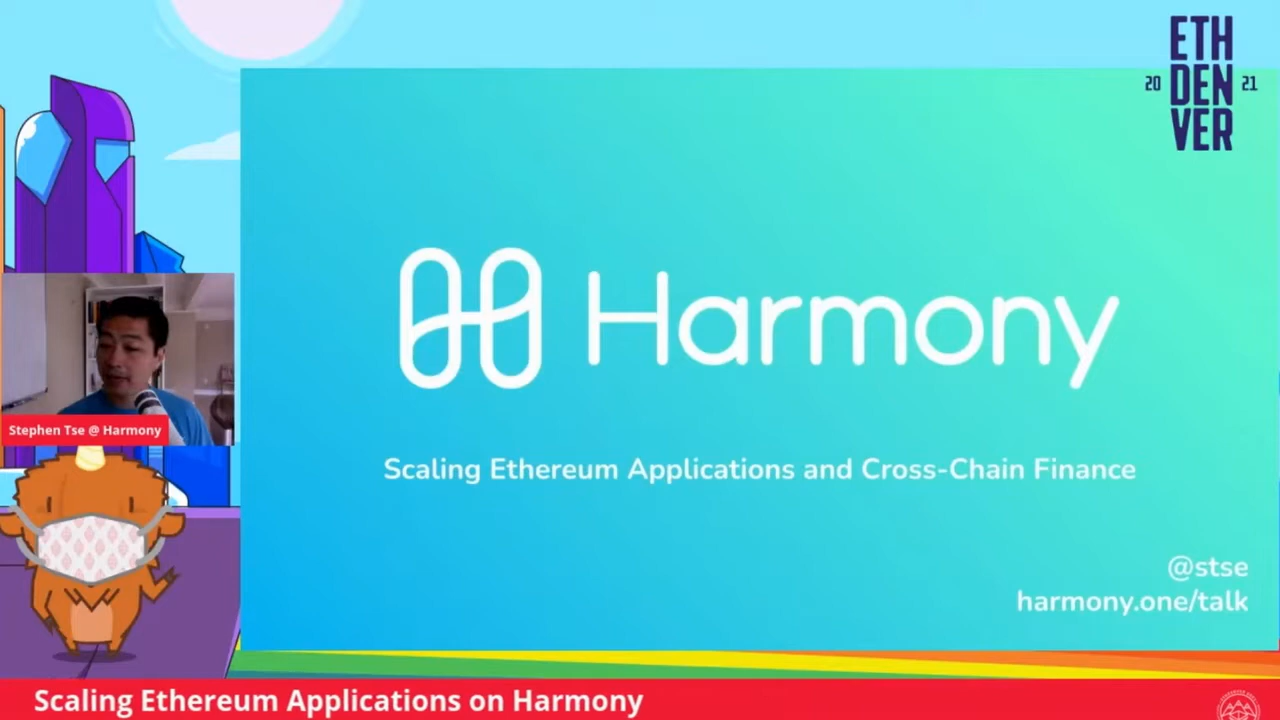 ETH
20 DEN 21
VER
Harmony
Scaling Ethereum Applications and Cross-Chain Finance
Stephen Tse @ Harmony
@stse
harmony.one/talk
Scaling Ethereum Applications on Harmony